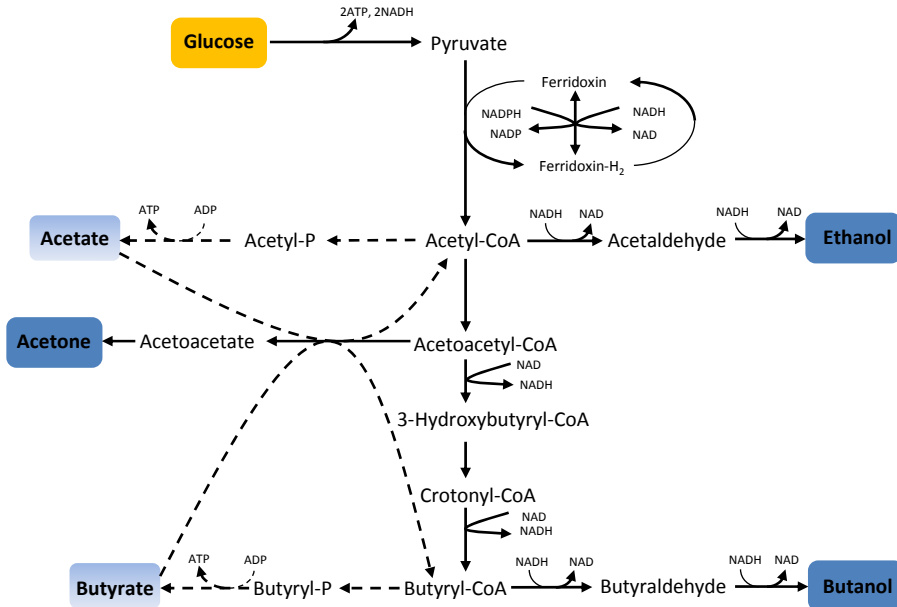 2ATP, 2NADH
Glucose
Pyruvate
Ferridoxin
NADPH
NADH
NADP
NAD
Ferridoxin-H₂
ATP
ADP
NADH
NAD
NADH
NAD
Acetate
Acetyl-P
Acetyl-CoA
Acetaldehyde
Ethanol
Acetone
Acetoacetate
Acetoacetyl-CoA
NAD
NADH
3-Hydroxybutyryl-CoA
Crotonyl-CoA
NAD
NADH
ATP
ADP
NADH
NAD
NADH
NAD
Butyrate
Butyryl-P
Butyryl-CoA
Butyraldehyde
Butanol